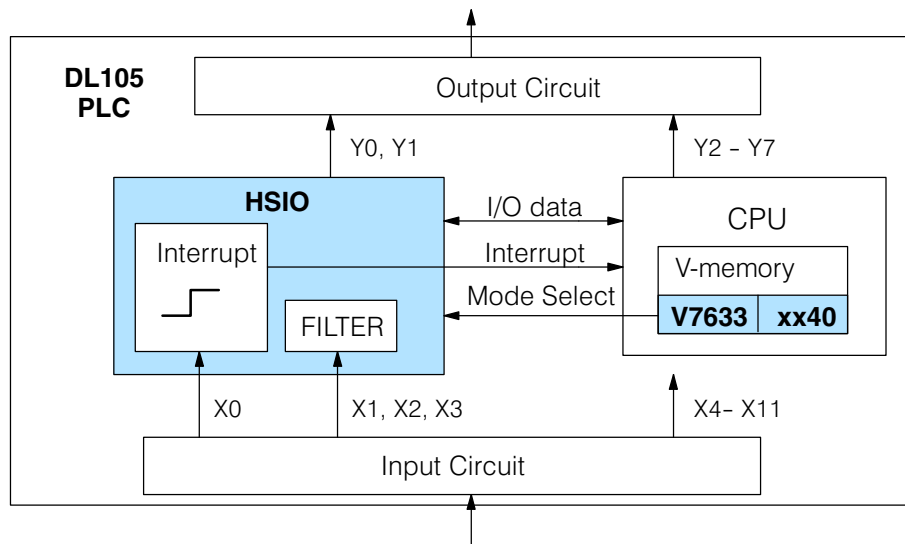 DL105
PLC
Output Circuit
Y0, Y1
Y2 – Y7
HSIO
I/O data
CPU
Interrupt
Interrupt
V-memory
Mode Select
V7633
xx40
FILTER
X0
X1, X2, X3
X4– X11
Input Circuit